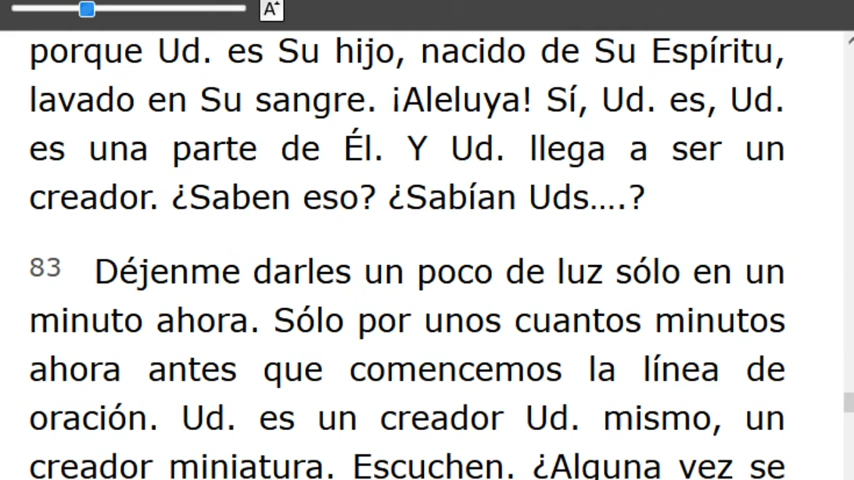 A
porque Ud. es Su hijo, nacido de Su Espíritu,
lavado en Su sangre. ¡Aleluya! Sí, Ud. es, Ud.
es una parte de Él. Y Ud. llega a ser un
creador. ¿Saben eso? ¿Sabían Uds....?
83 Déjenme darles un poco de luz sólo en un
minuto ahora. Sólo por unos cuantos minutos
ahora antes que comencemos la línea de
oración. Ud. es un creador Ud. mismo, un
creador miniatura. Escuchen. ¿Alguna vez se